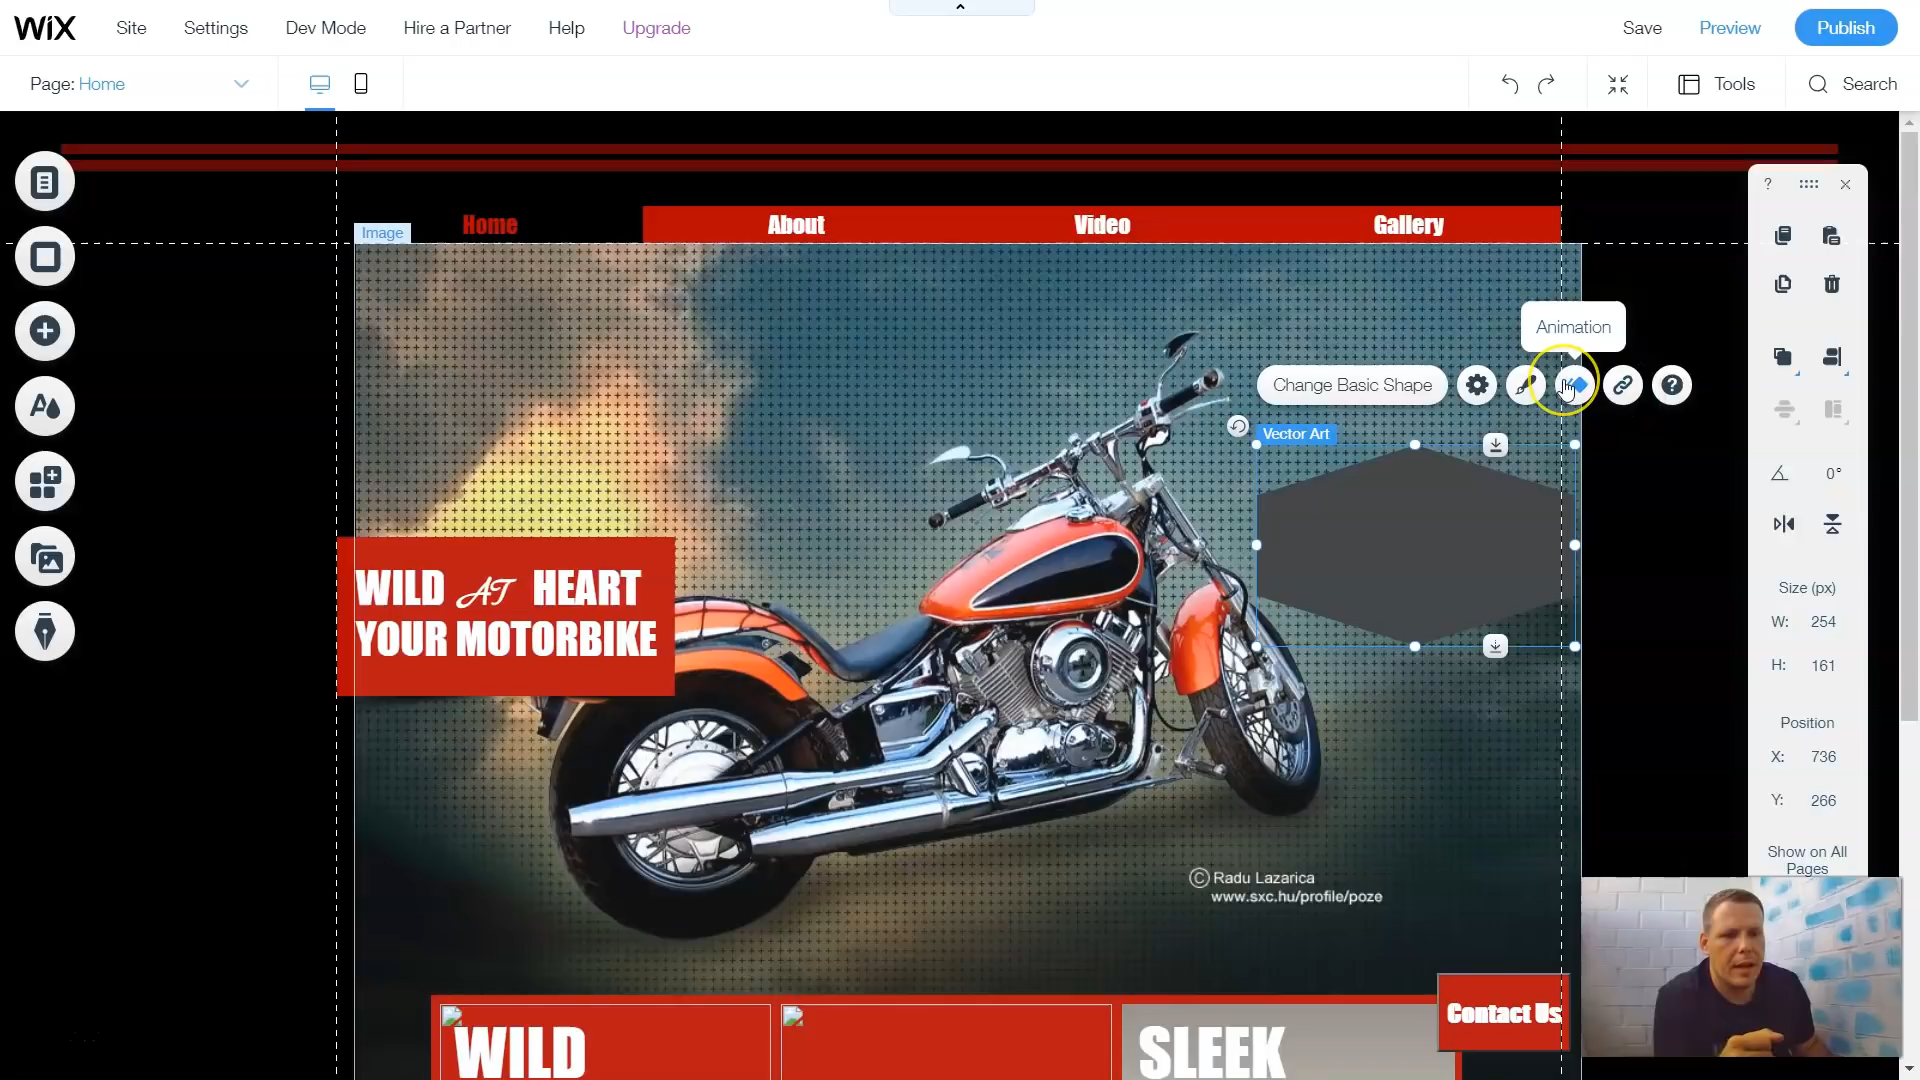 WiX Site Settings Dev Mode Hire a Partner Help Upgrade Save Preview Publish
Page: Home Tools Search
Home About Video Gallery
Image
?
Animation
Change Basic Shape ?
Vector Art
0°
WILD AT HEART
YOUR MOTORBIKE
Size (px)
W: 254
H: 161
Position
X: 736
Y: 266
Show on All
Pages
© Radu Lazarica
www.sxc.hu/profile/poze
Contact Us
WILD SLEEK